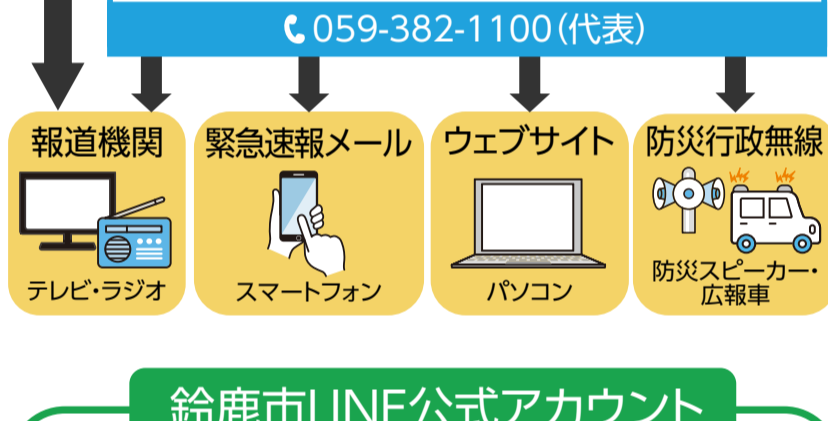 059-382-1100(代表)
報道機関
テレビ・ラジオ
緊急速報メール
スマートフォン
ウェブサイト
パソコン
防災行政無線
防災スピーカー・
広報車
鈴鹿市LINE公式アカウント